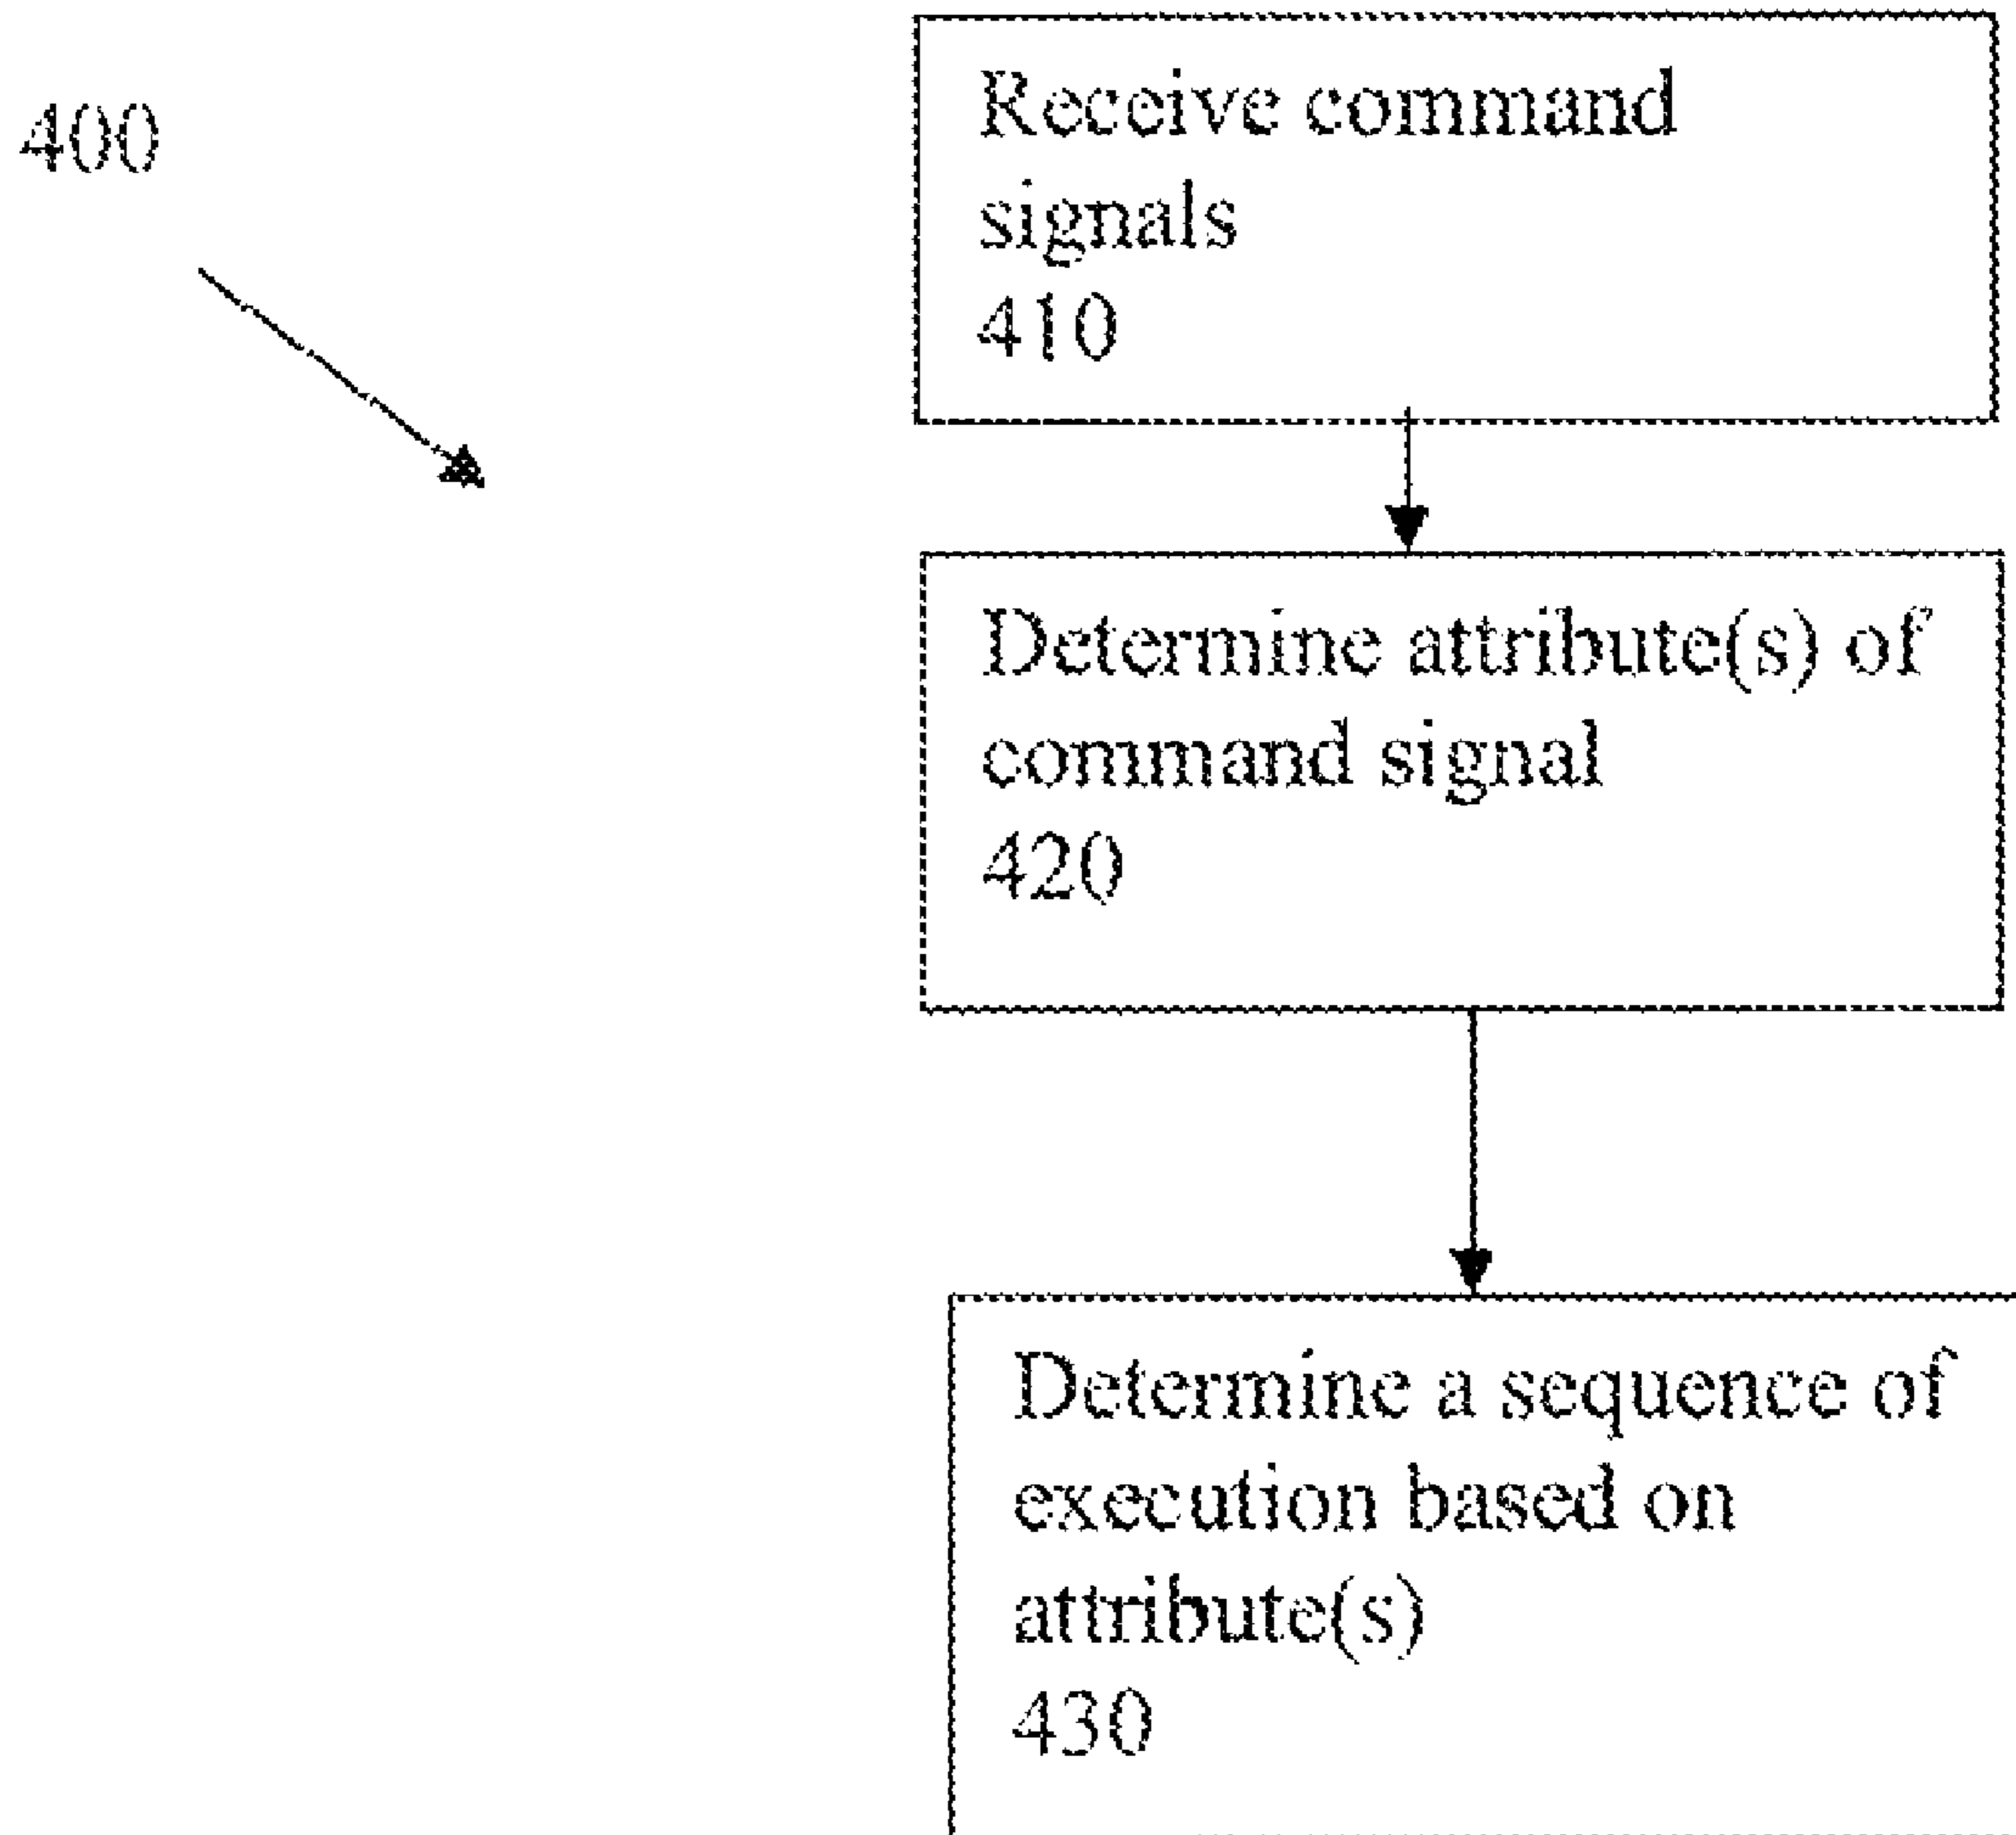 400
Receive command
signals
410
Determine attribute(s) of
command signal
420
Determine a sequence of
execution based on
attribute(s)
430